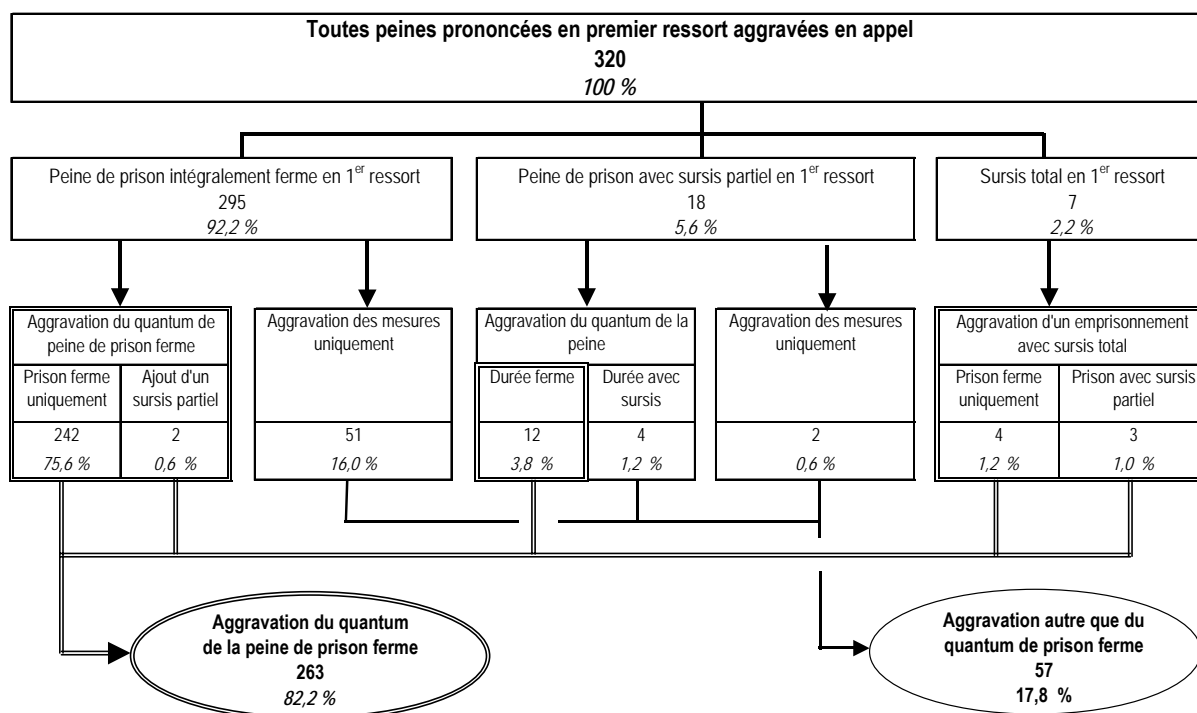 Toutes peines prononcées en premier ressort aggravées en appel
320
100 %
Peine de prison intégralement ferme en 1er ressort
295
92,2 %
Peine de prison avec sursis partiel en 1er ressort
18
5,6 %
Sursis total en 1er ressort
7
2,2 %
Aggravation du quantum de
peine de prison ferme
Prison ferme
uniquement
242
75,6 %
Ajout d'un
sursis partiel
2
0,6 %
Aggravation des mesures
uniquement
51
16,0 %
Aggravation du quantum de la
peine
Durée ferme
12
3,8 %
Durée avec
sursis
4
1,2 %
Aggravation des mesures
uniquement
2
0,6 %
Aggravation d'un emprisonnement
avec sursis total
Prison ferme
uniquement
4
1,2 %
Prison avec sursis
partiel
3
1,0 %
Aggravation du quantum
de la peine de prison ferme
263
82,2 %
Aggravation autre que du
quantum de prison ferme
57
17,8 %